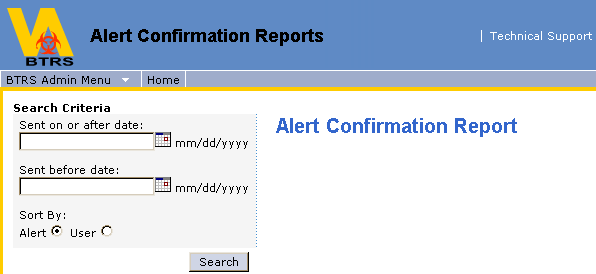 VA
BTRS
Alert Confirmation Reports
| Technical Support
BTRS Admin Menu
Home
Search Criteria
Sent on or after date:
mm/dd/yyyy
Sent before date:
mm/dd/yyyy
Sort By:
Alert User
Search
Alert Confirmation Report